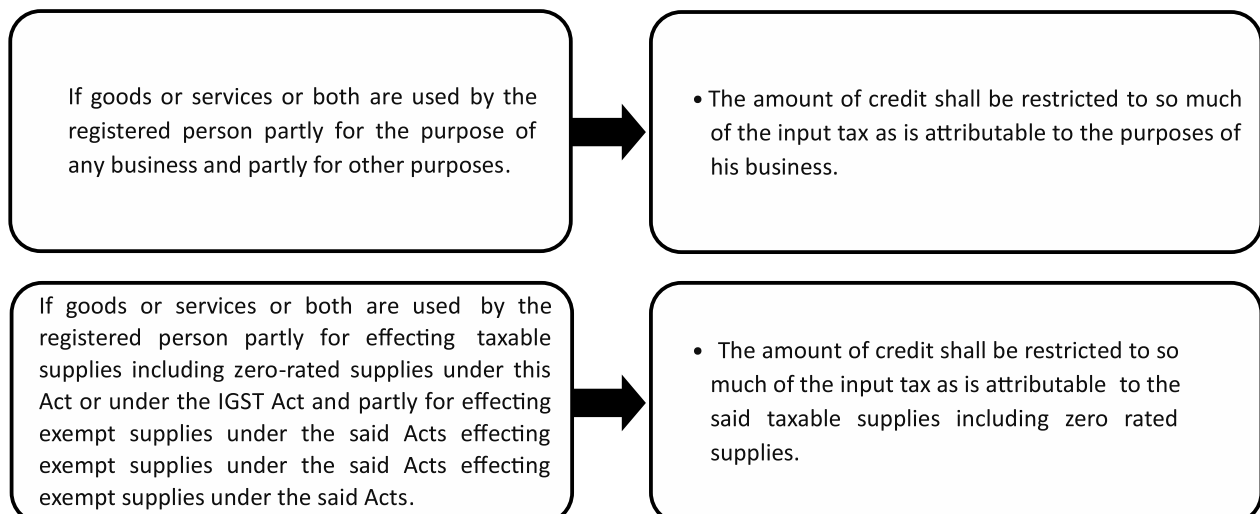 If goods or services or both are used by the
registered person partly for the purpose of
any business and partly for other purposes.
• The amount of credit shall be restricted to so much
of the input tax as is attributable to the purposes of
his business.
If goods or services or both are used by the
registered person partly for effecting taxable
supplies including zero-rated supplies under this
Act or under the IGST Act and partly for effecting
exempt supplies under the said Acts effecting
exempt supplies under the said Acts effecting
exempt supplies under the said Acts.
• The amount of credit shall be restricted to so
much of the input tax as is attributable to the
said taxable supplies including zero rated
supplies.